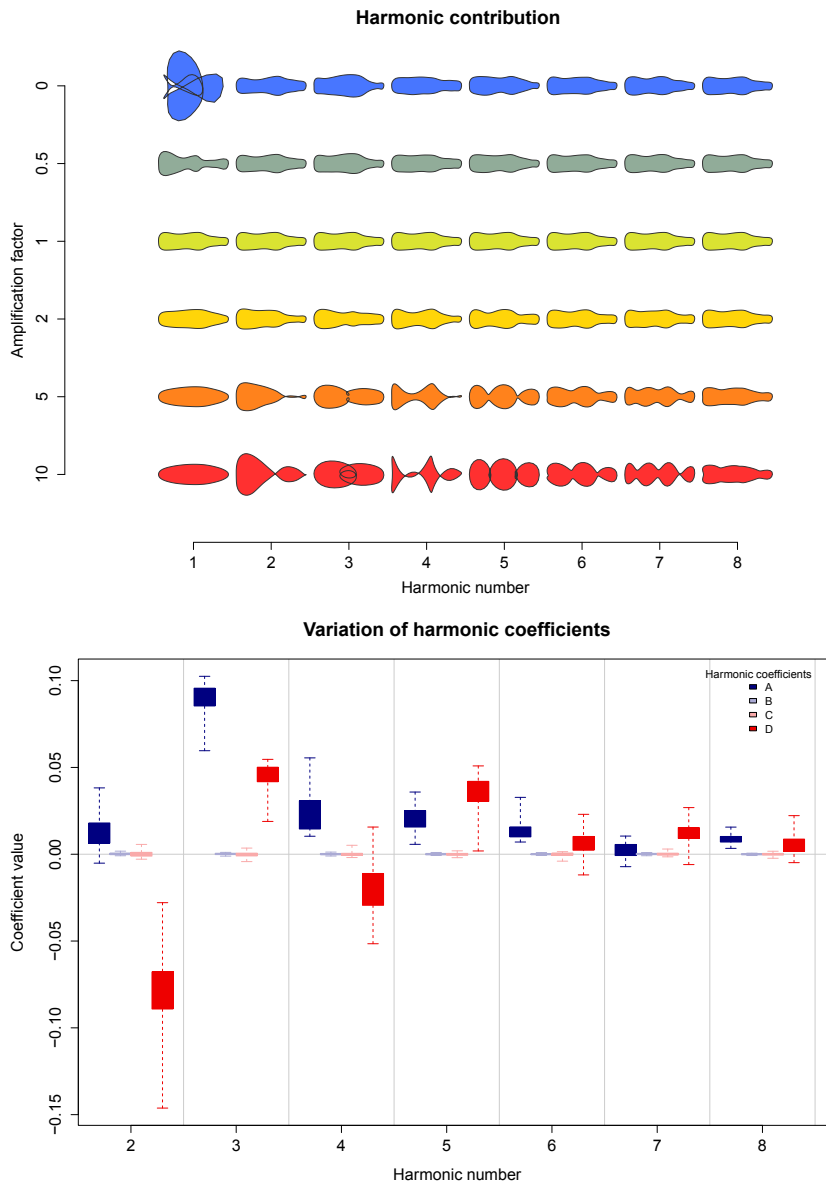 Harmonic contribution
Amplification factor
0
0.5
1
2
5
10
1 2 3 4 5 6 7 8
Harmonic number
Variation of harmonic coefficients
Harmonic coefficients
A
B
C
D
Coefficient value
0.10
0.05
0.00
−0.05
−0.10
−0.15
2 3 4 5 6 7 8
Harmonic number